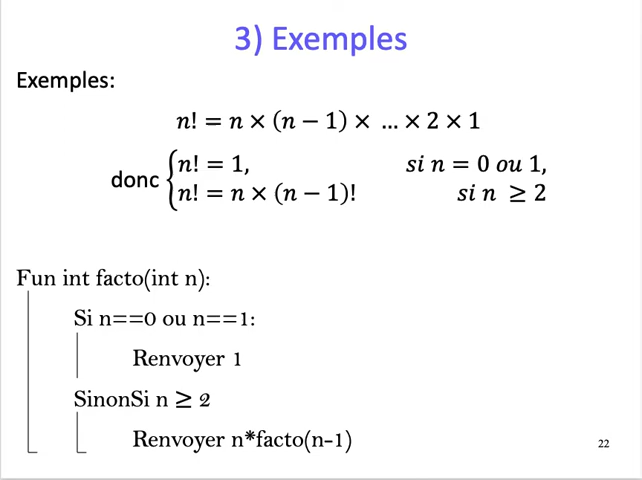 3) Exemples
Exemples:
n! = n × (n − 1) × … × 2 × 1
donc { n! = 1, si n = 0 ou 1,
n! = n × (n − 1)! si n ≥ 2
Fun int facto(int n):
Si n==0 ou n==1:
Renvoyer 1
SinonSi n ≥ 2
Renvoyer n*facto(n-1)
22